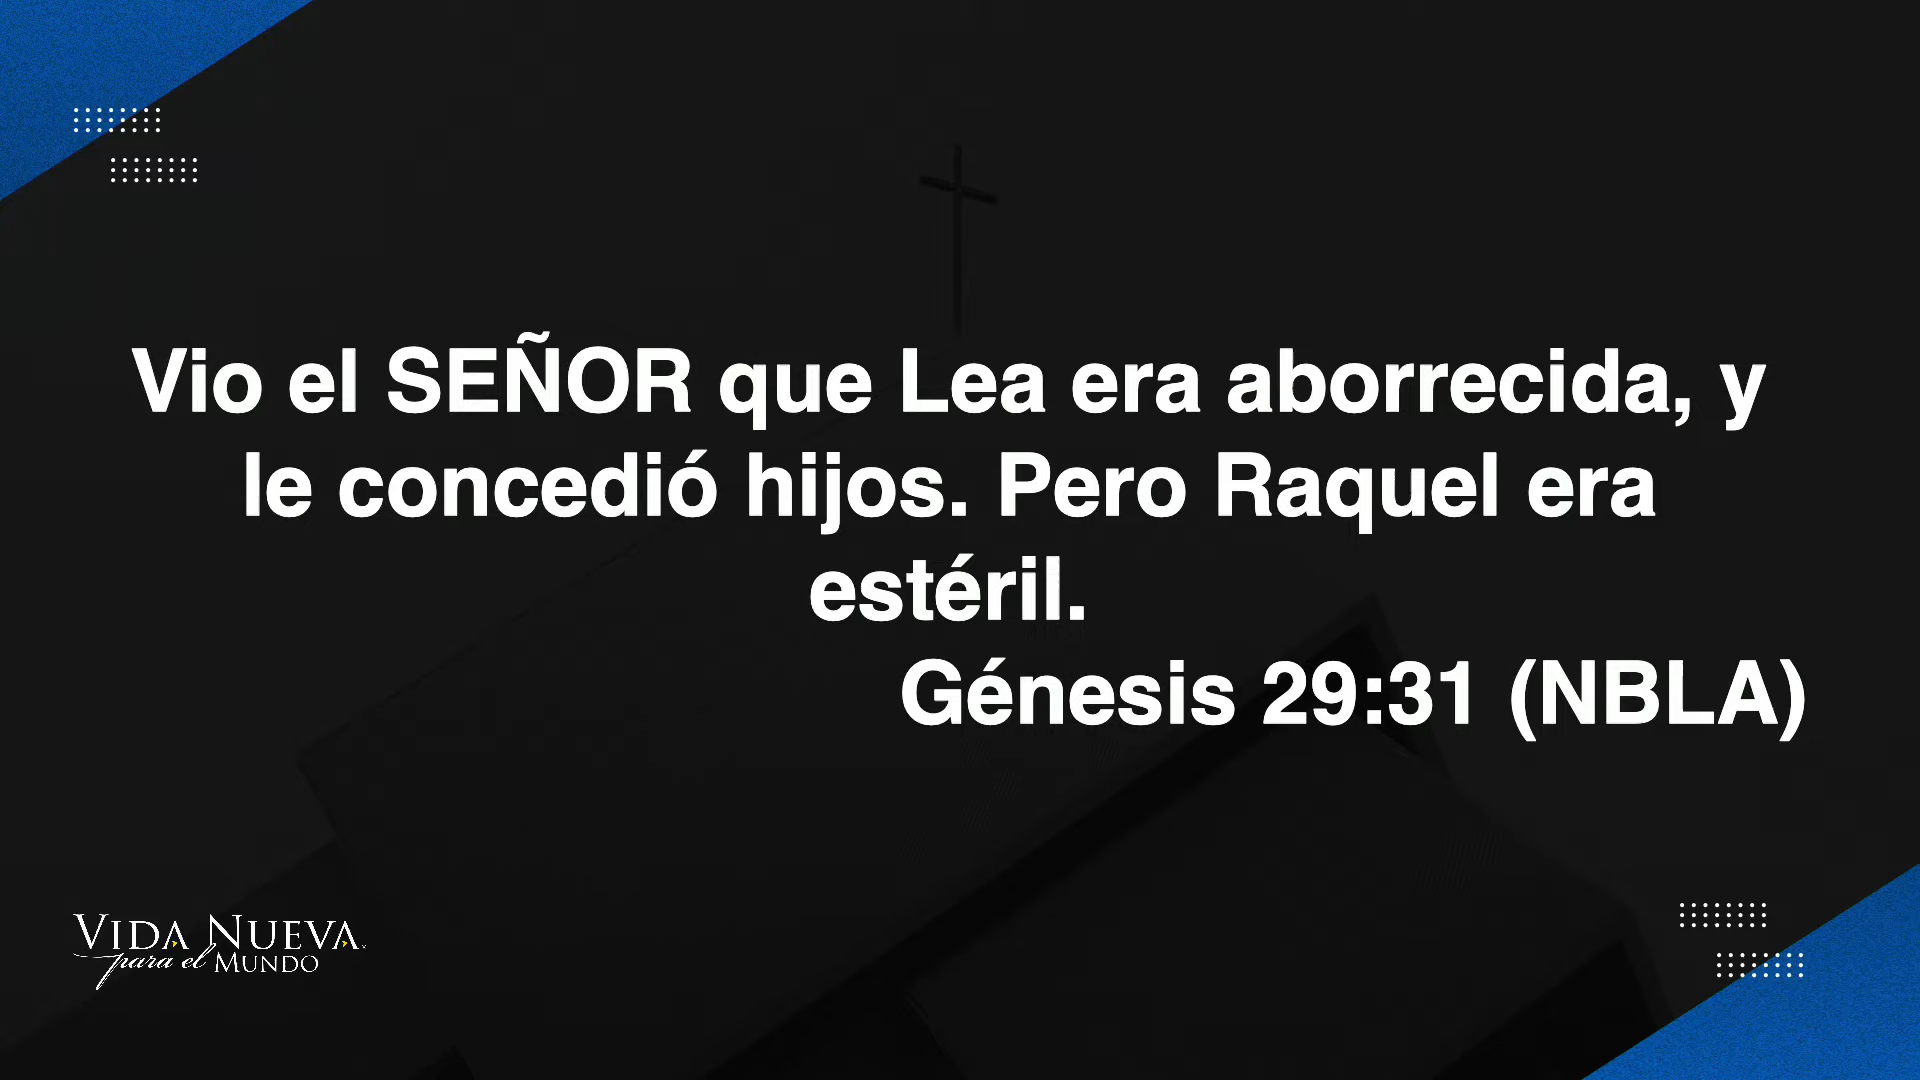 Vio el SEÑOR que Lea era aborrecida, y
le concedió hijos. Pero Raquel era
estéril.
Génesis 29:31 (NBLA)
VIDA NUEVA
para el MUNDO